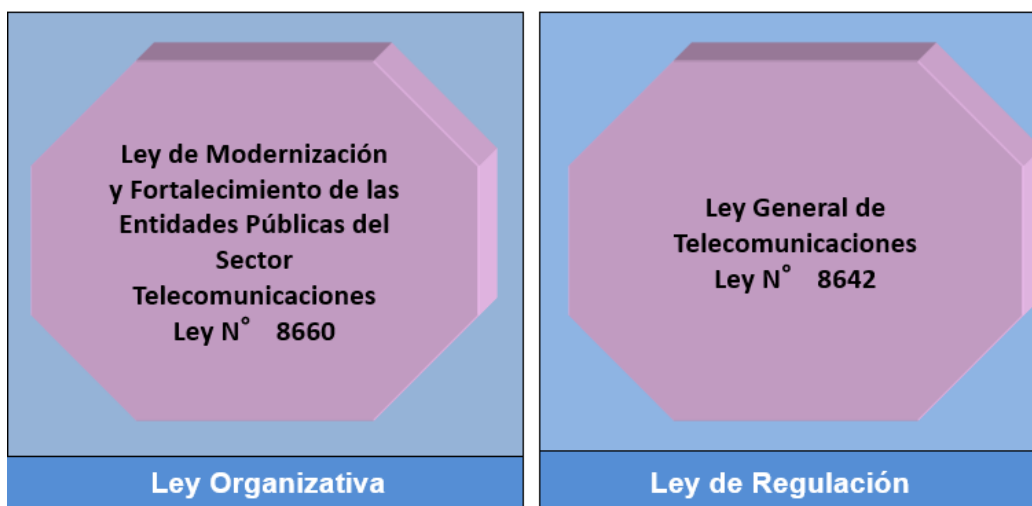 Ley de Modernización
y Fortalecimiento de las
Entidades Públicas del
Sector
Telecomunicaciones
Ley N° 8660
Ley Organizativa
Ley General de
Telecomunicaciones
Ley N° 8642
Ley de Regulación